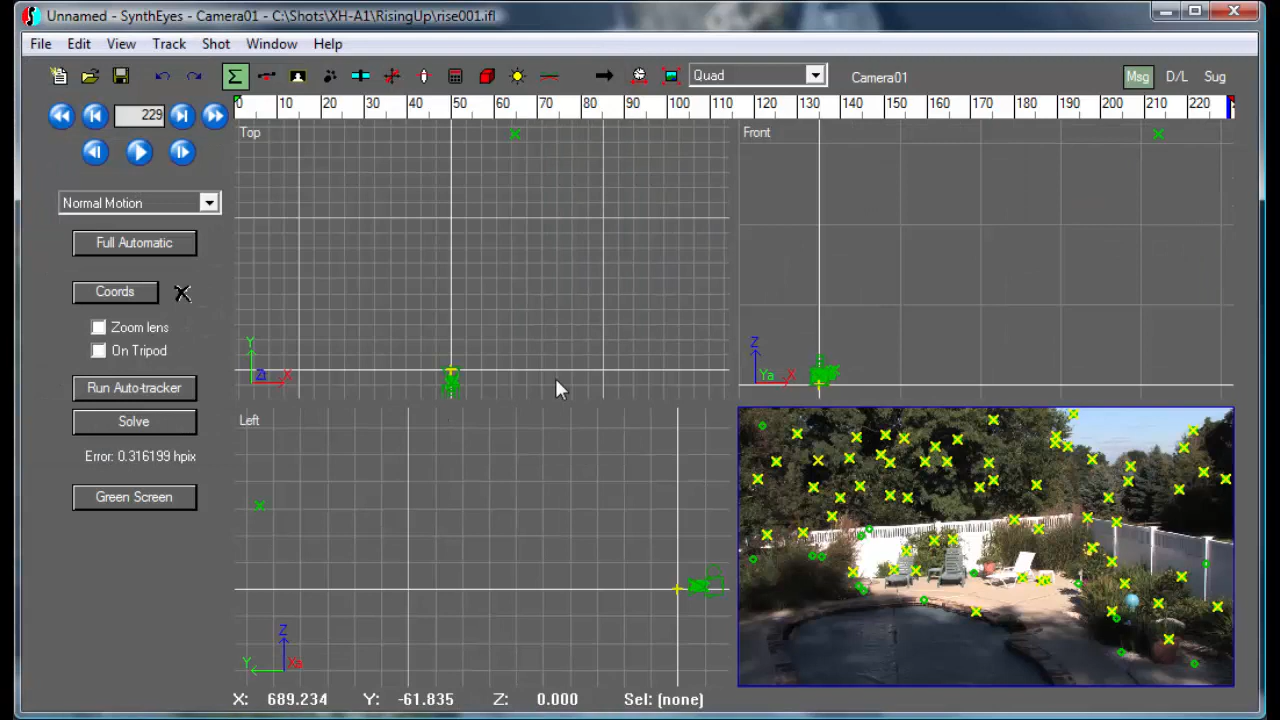 Unnamed - SynthEyes - Camera01 - C:\Shots\XH-A1\RisingUp\rise001.ifl
File Edit View Track Shot Window Help
Quad Camera01 Msg D/L Sug
229 0 10 20 30 40 50 60 70 80 90 100 110 120 130 140 150 160 170 180 190 200 210 220
Top Front
Normal Motion
Full Automatic
Coords
Zoom lens
On Tripod
Y Z
X Ya X
Run Auto-tracker
Left
Solve
Error: 0.316199 hpix
Green Screen
Z
Y Xa
X: 689.234 Y: -61.835 Z: 0.000 Sel: (none)